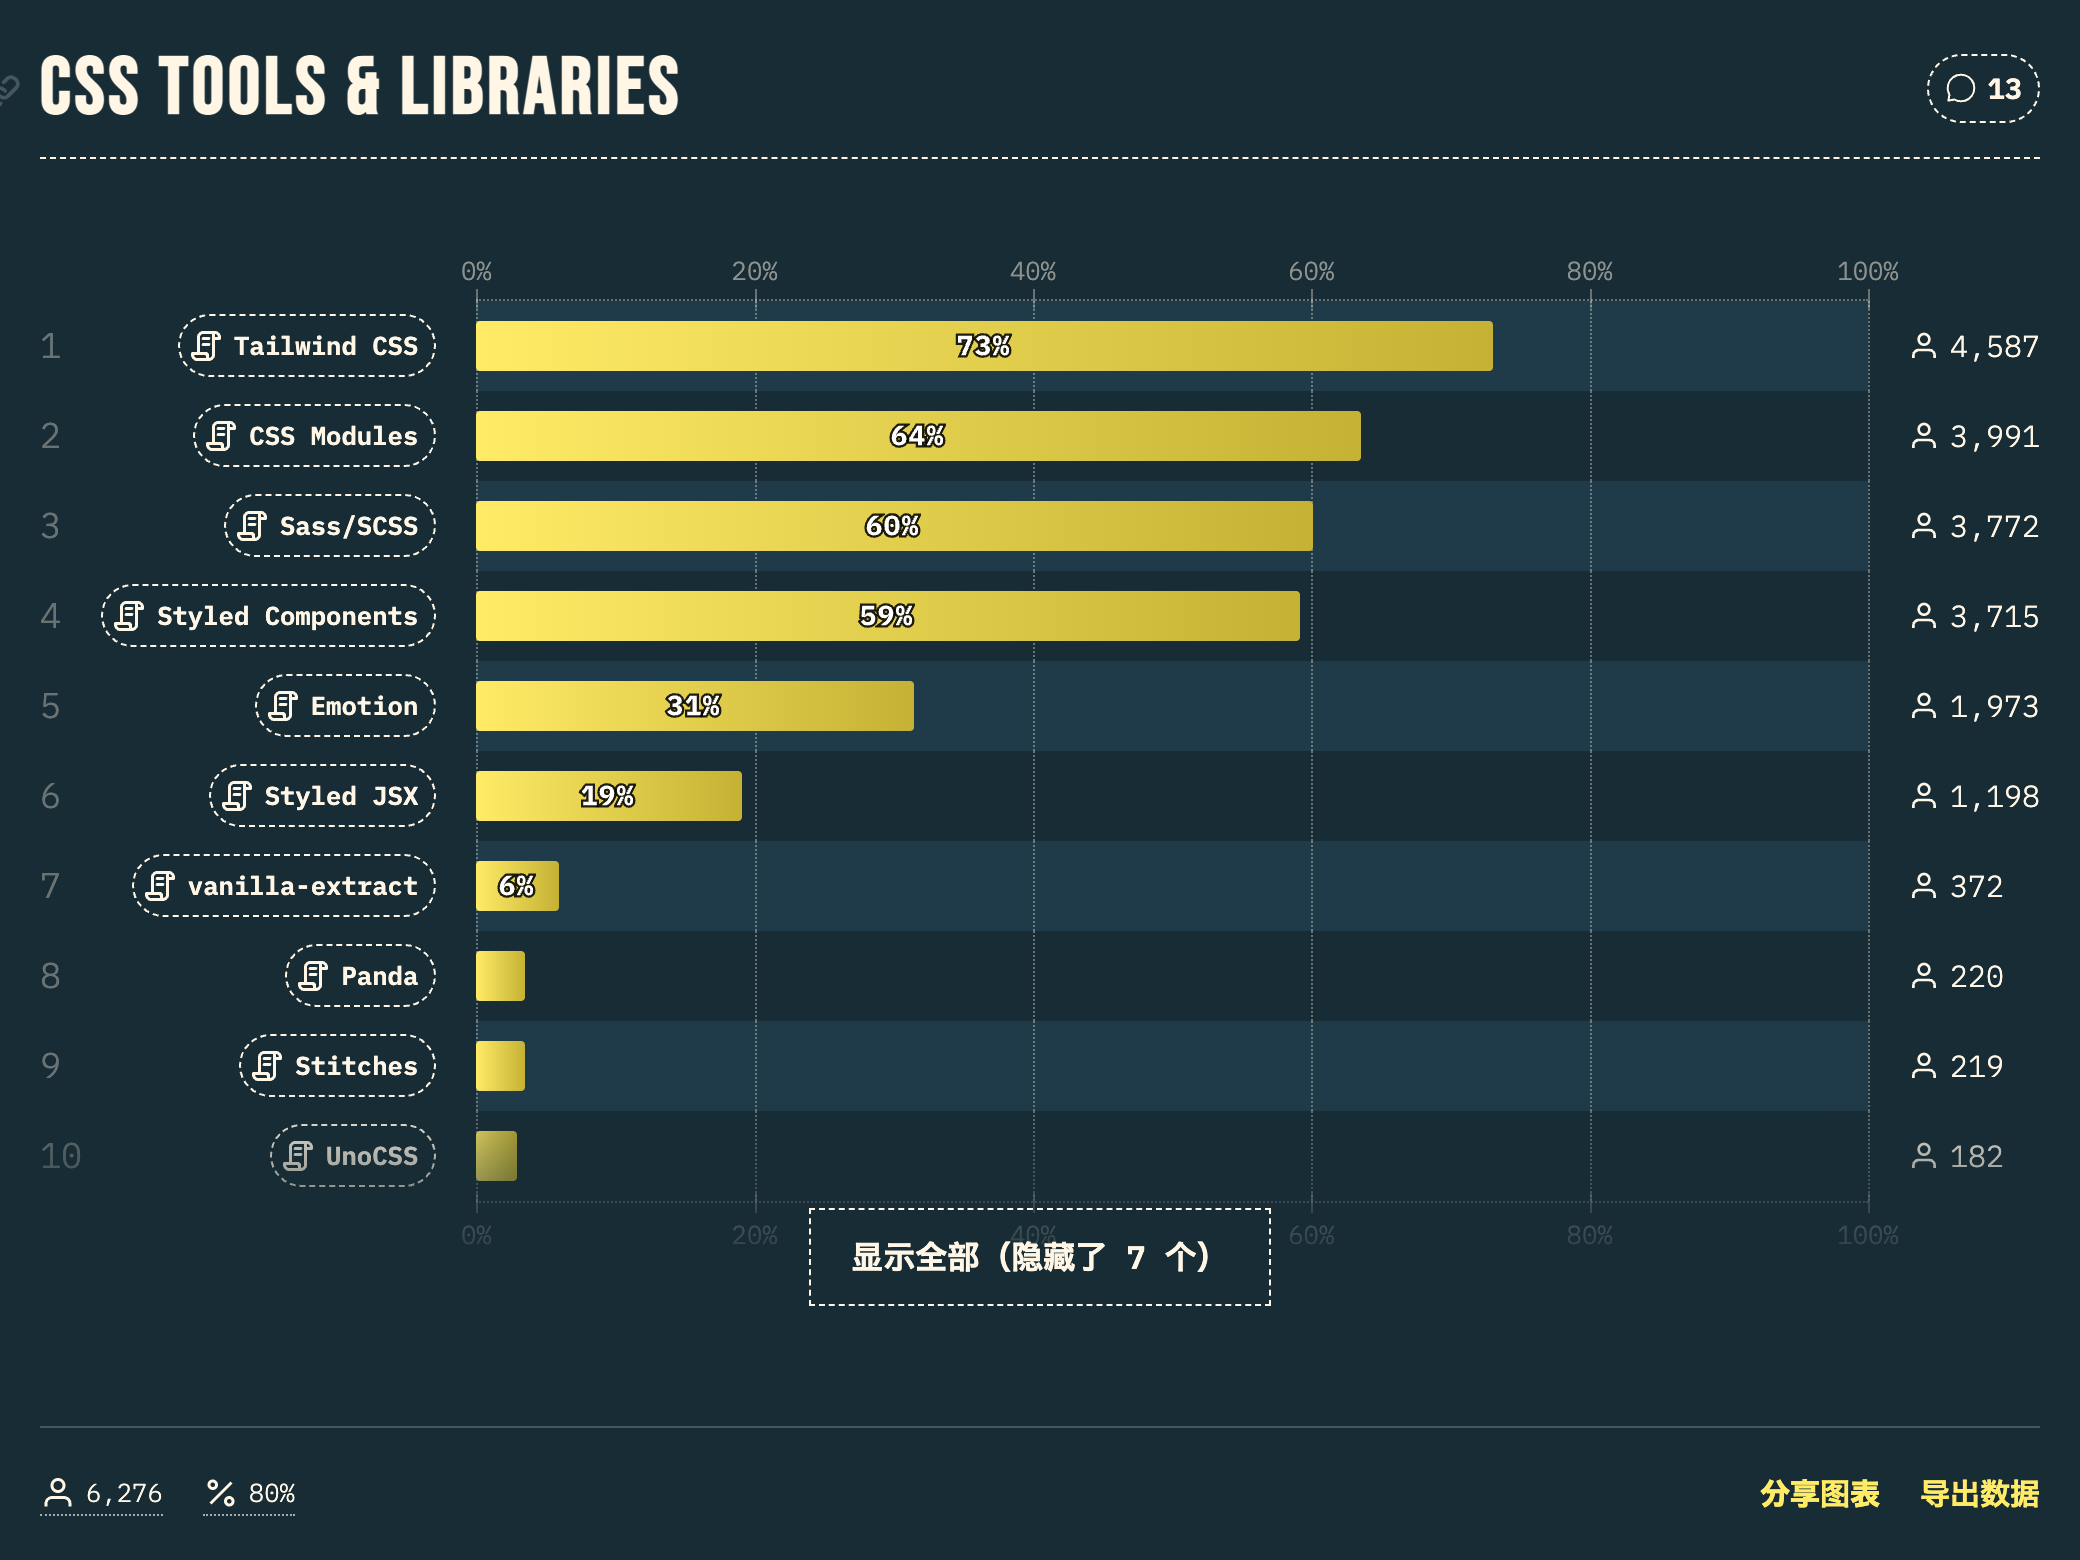 CSS TOOLS & LIBRARIES
13
0% 20% 40% 60% 80% 100%
1 Tailwind CSS 73% 4,587
2 CSS Modules 64% 3,991
3 Sass/SCSS 60% 3,772
4 Styled Components 59% 3,715
5 Emotion 31% 1,973
6 Styled JSX 19% 1,198
7 vanilla-extract 6% 372
8 Panda 220
9 Stitches 219
10 UnoCSS 182
0% 20% 40% 60% 80% 100%
显示全部（隐藏了 7 个）
6,276 80% 分享图表 导出数据